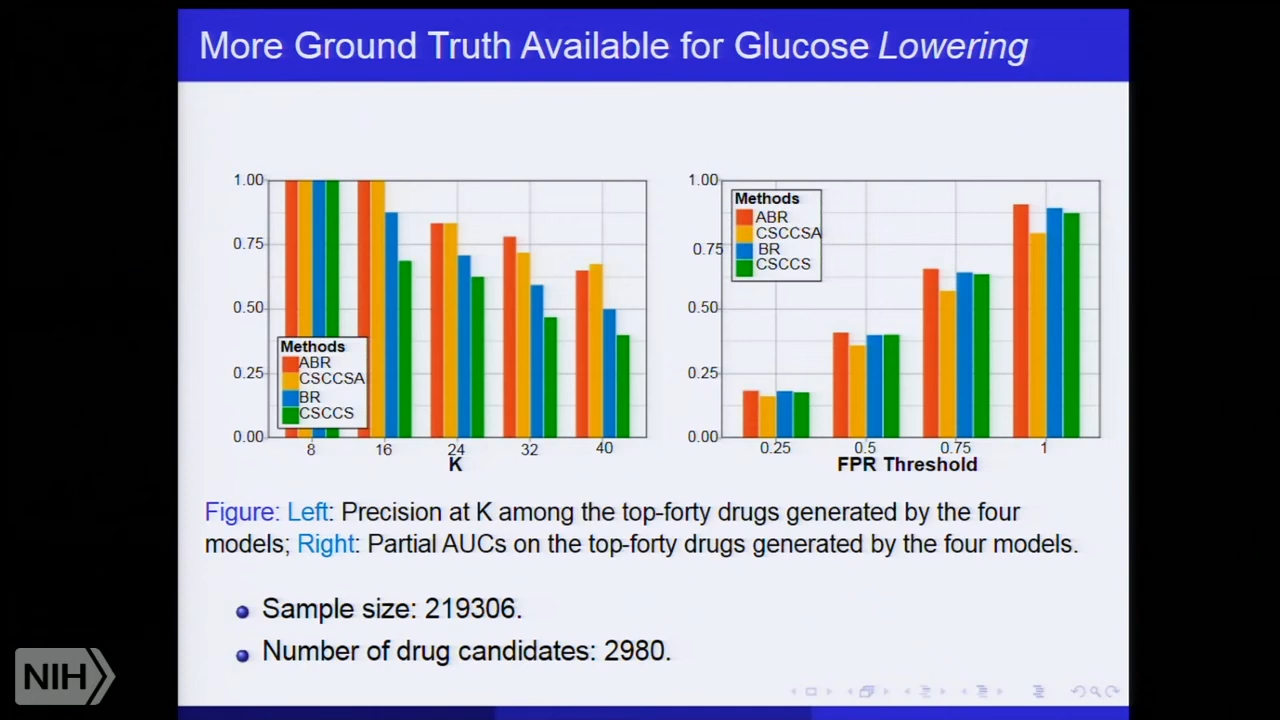 More Ground Truth Available for Glucose Lowering
1.00
0.75
0.50
0.25
0.00
Methods
ABR
CSCCSA
BR
CSCCS
8 16 24 32 40
K
1.00
0.75
0.50
0.25
0.00
Methods
ABR
CSCCSA
BR
CSCCS
0.25 0.5 0.75 1
FPR Threshold
Figure: Left: Precision at K among the top-forty drugs generated by the four
models; Right: Partial AUCs on the top-forty drugs generated by the four models.
Sample size: 219306.
Number of drug candidates: 2980.
NIH